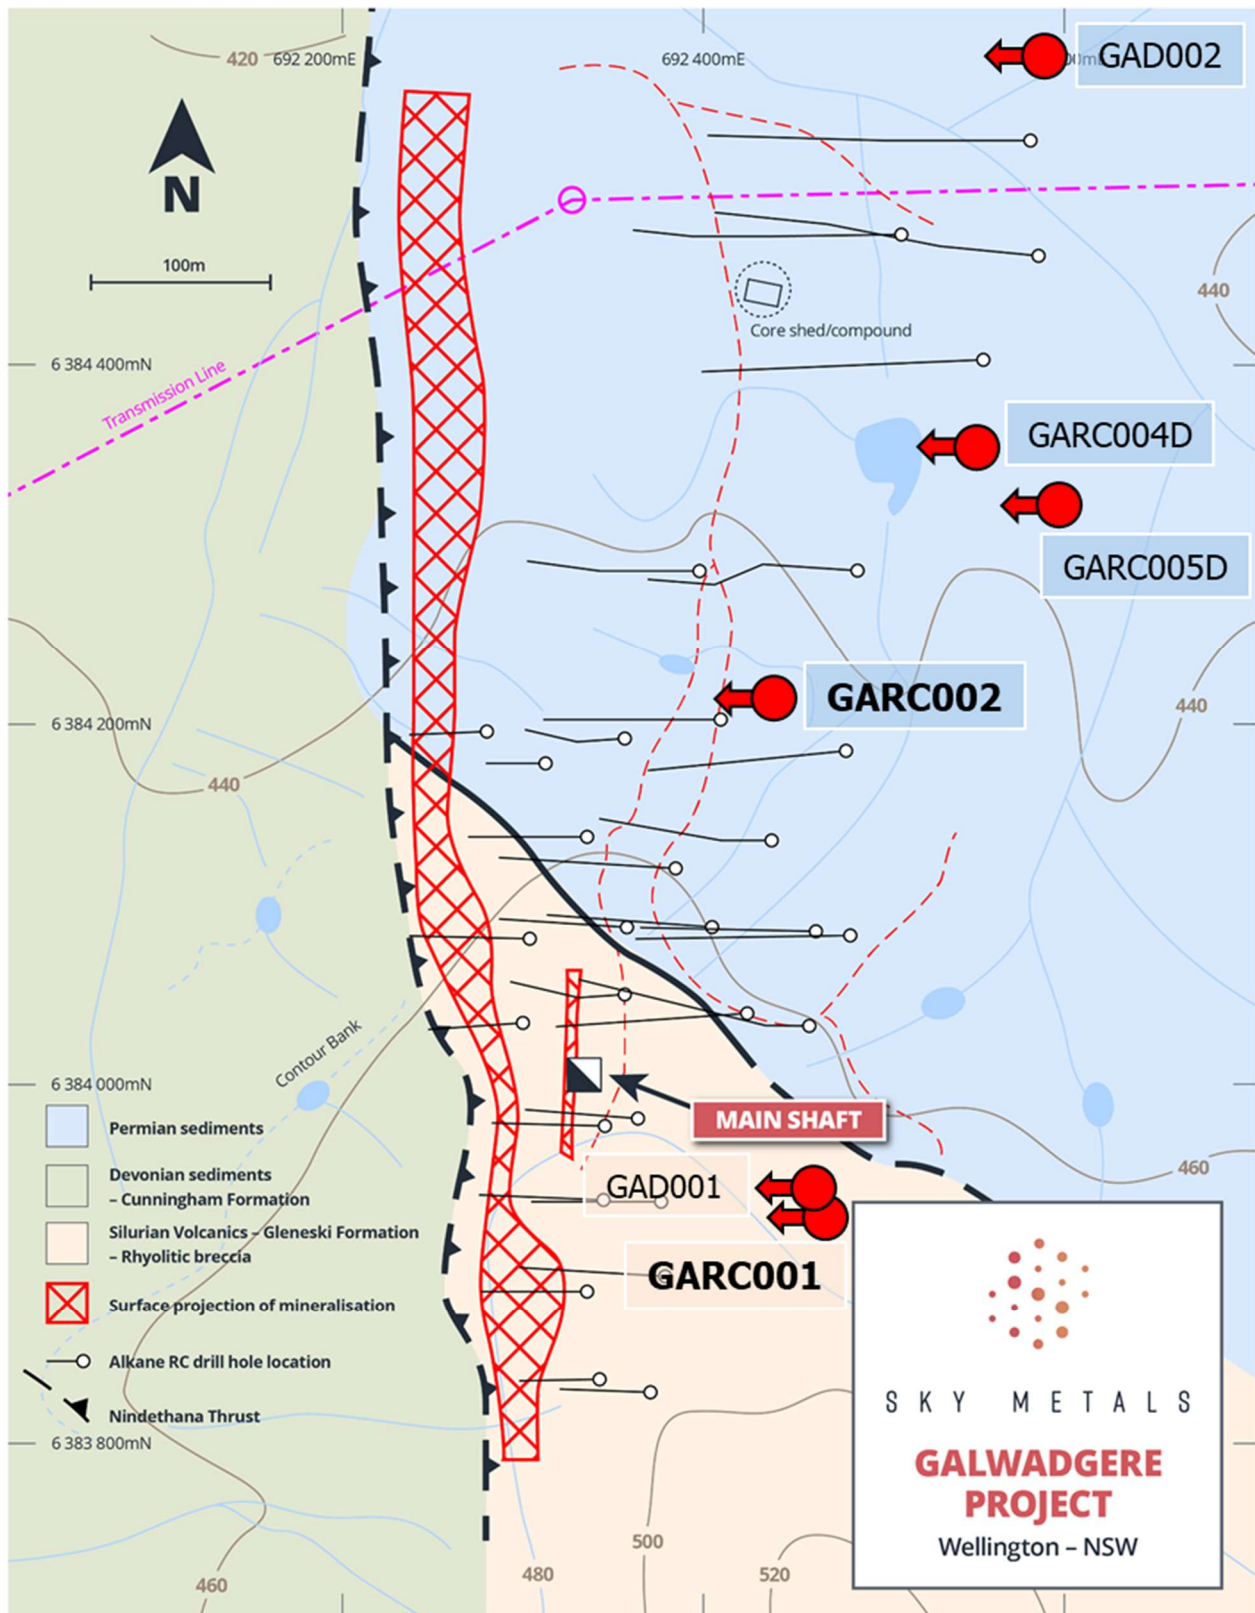 420
692 200mE
692 400mE
GAD002
N
100m
440
Core shed/compound
6 384 400mN
Transmission Line
GARC004D
GARC005D
GARC002
440
6 384 200mN
440
Contour Bank
6 384 000mN
MAIN SHAFT
Permian sediments
460
Devonian sediments
– Cunningham Formation
GAD001
Silurian Volcanics – Gleneski Formation
– Rhyolitic breccia
GARC001
Surface projection of mineralisation
Alkane RC drill hole location
Nindethana Thrust
6 383 800mN
SKY METALS
GALWADGERE
PROJECT
Wellington – NSW
500
480
520
460